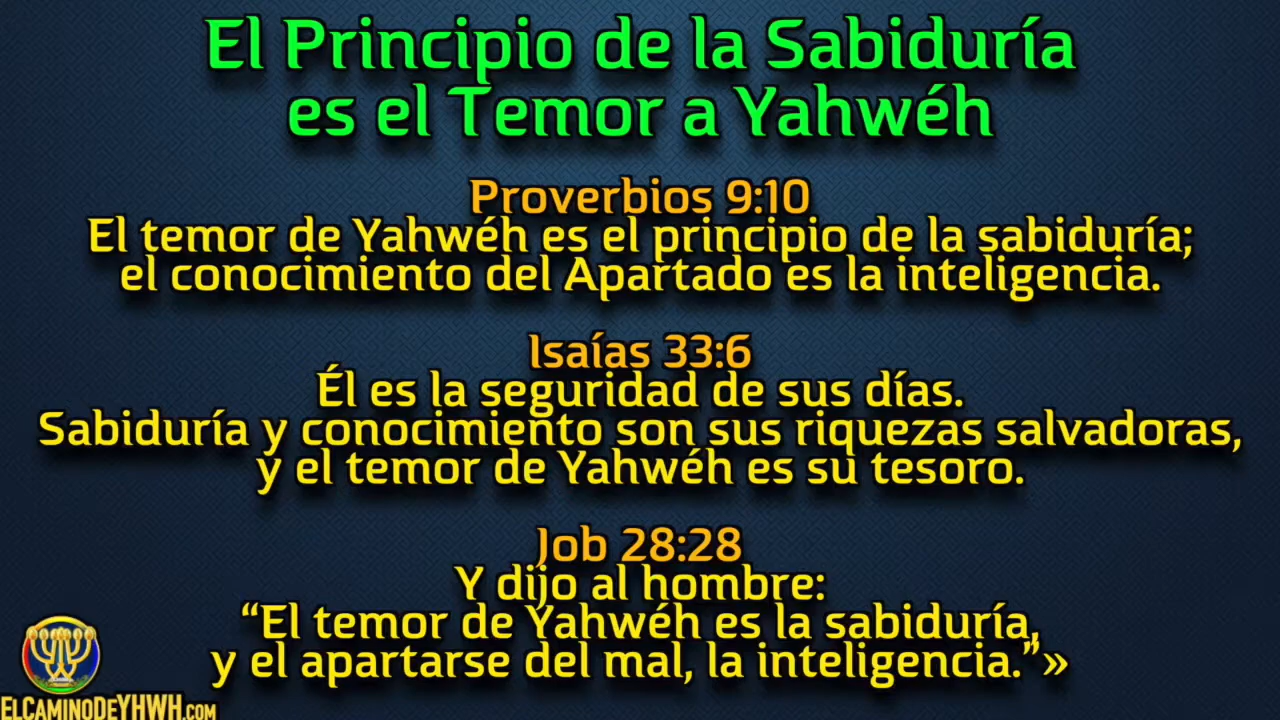 El Principio de la Sabiduría
es el Temor a Yahwéh
Proverbios 9:10
El temor de Yahwéh es el principio de la sabiduría;
el conocimiento del Apartado es la inteligencia.
Isaías 33:6
Él es la seguridad de sus días.
Sabiduría y conocimiento son sus riquezas salvadoras,
y el temor de Yahwéh es su tesoro.
Job 28:28
Y dijo al hombre:
“El temor de Yahwéh es la sabiduría,
y el apartarse del mal, la inteligencia.”»
ELCAMINODEYHWH.COM